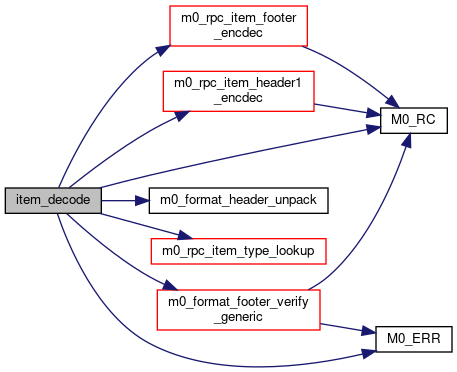 m0_rpc_item_footer
_encdec
m0_rpc_item_header1
_encdec
M0_RC
item_decode
m0_format_header_unpack
m0_rpc_item_type_lookup
m0_format_footer_verify
_generic
M0_ERR